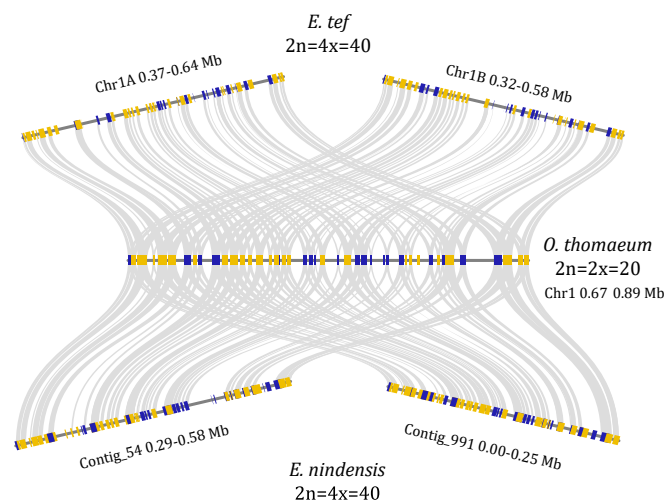 E. tef
2n=4x=40
Chr1A 0.37-0.64 Mb
Chr1B 0.32-0.58 Mb
O. thomaeum
2n=2x=20
Chr1 0.67 0.89 Mb
Contig_54 0.29-0.58 Mb
Contig_991 0.00-0.25 Mb
E. nindensis
2n=4x=40